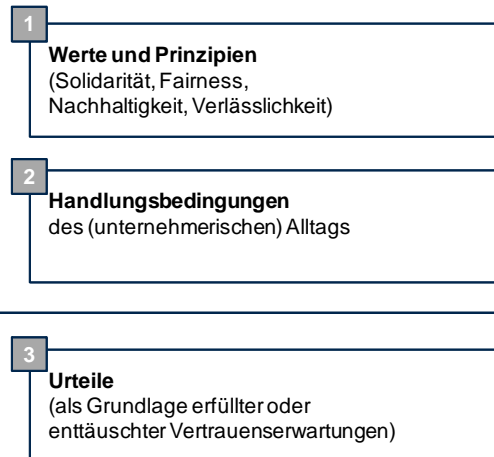 1
Werte und Prinzipien
(Solidarität, Fairness,
Nachhaltigkeit, Verlässlichkeit)
2
Handlungsbedingungen
des (unternehmerischen) Alltags
3
Urteile
(als Grundlage erfüllter oder
enttäuschter Vertrauenserwartungen)